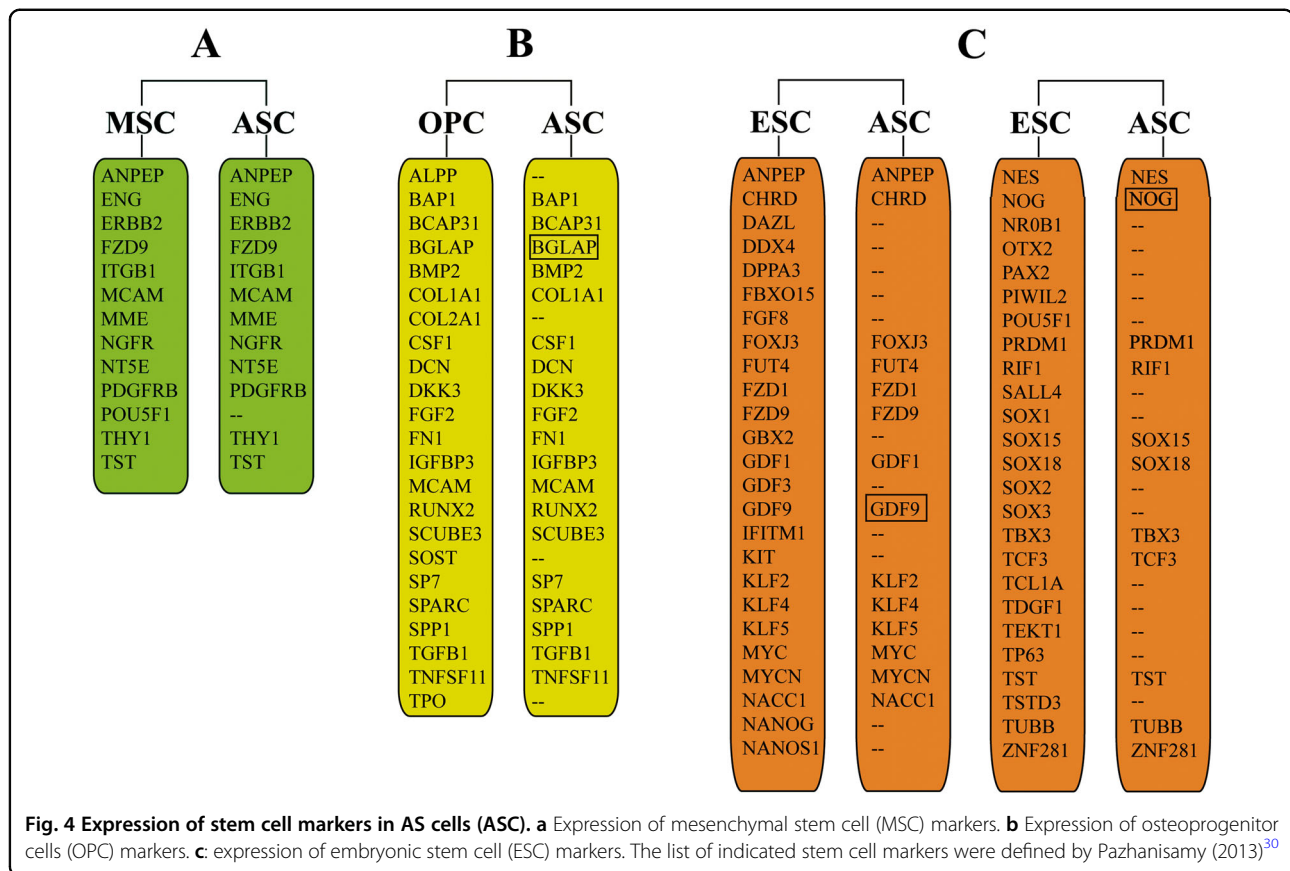 A
B
C
MSC ASC
OPC ASC
ESC ASC
ESC ASC
ANPEP
ENG
ERBB2
FZD9
ITGB1
MCAM
MME
NGFR
NT5E
PDGFRB
POU5F1
THY1
TST
ANPEP
ENG
ERBB2
FZD9
ITGB1
MCAM
MME
NGFR
NT5E
PDGFRB
--
THY1
TST
ALPP
BAP1
BCAP31
BGLAP
BMP2
COL1A1
COL2A1
CSF1
DCN
DKK3
FGF2
FN1
IGFBP3
MCAM
RUNX2
SCUBE3
SOST
SP7
SPARC
SPP1
TGFB1
TNFSF11
TPO
--
BAP1
BCAP31
BGLAP
BMP2
COL1A1
--
CSF1
DCN
DKK3
FGF2
FN1
IGFBP3
MCAM
RUNX2
SCUBE3
--
SP7
SPARC
SPP1
TGFB1
TNFSF11
--
ANPEP
CHRD
DAZL
DDX4
DPPA3
FBXO15
FGF8
FOXJ3
FUT4
FZD1
FZD9
GBX2
GDF1
GDF3
GDF9
IFITM1
KIT
KLF2
KLF4
KLF5
MYC
MYCN
NACC1
NANOG
NANOS1
ANPEP
CHRD
--
--
--
--
--
FOXJ3
FUT4
FZD1
FZD9
--
GDF1
--
GDF9
--
--
KLF2
KLF4
KLF5
MYC
MYCN
NACC1
--
--
NES
NOG
NR0B1
OTX2
PAX2
PIWIL2
POU5F1
PRDM1
RIF1
SALL4
SOX1
SOX15
SOX18
SOX2
SOX3
TBX3
TCF3
TCL1A
TDGF1
TEKT1
TP63
TST
TSTD3
TUBB
ZNF281
NES
NOG
--
--
--
--
--
PRDM1
RIF1
--
--
SOX15
SOX18
--
--
TBX3
TCF3
--
--
--
--
TST
--
TUBB
ZNF281
Fig. 4 Expression of stem cell markers in AS cells (ASC). a Expression of mesenchymal stem cell (MSC) markers. b Expression of osteoprogenitor
cells (OPC) markers. c: expression of embryonic stem cell (ESC) markers. The list of indicated stem cell markers were defined by Pazhanisamy (2013)30